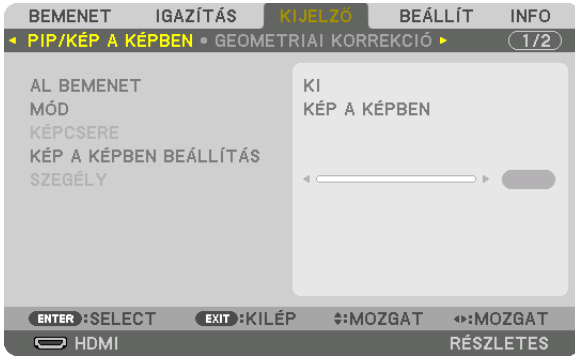 BEMENET IGAZÍTÁS KIJELZŐ BEÁLLÍT INFO
PIP/KÉP A KÉPBEN • GEOMETRIAI KORREKCIÓ 1/2
AL BEMENET KI
MÓD KÉP A KÉPBEN
KÉPCSERE
KÉP A KÉPBEN BEÁLLÍTÁS
SZEGÉLY
ENTER :SELECT EXIT :KILÉP :MOZGAT :MOZGAT
HDMI RÉSZLETES